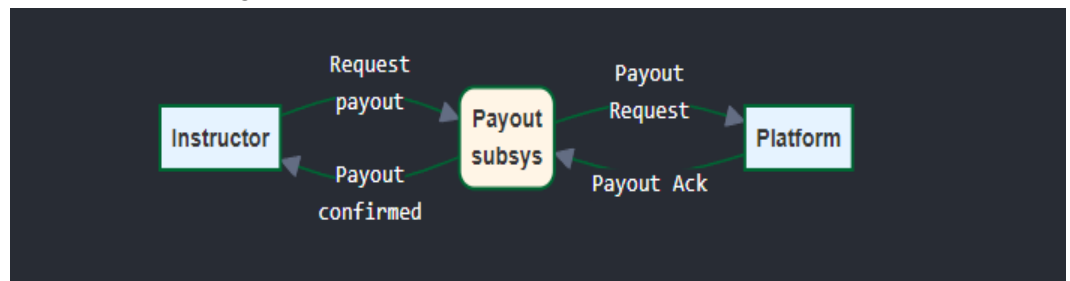 Request
payout
Payout
Request
Instructor
Payout
subsys
Platform
Payout
confirmed
Payout Ack